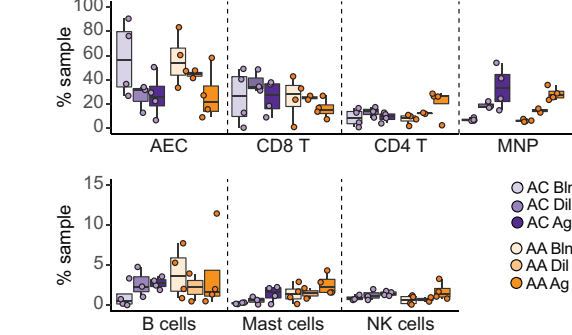 100
80
60
40
20
0
% sample
AEC CD8 T CD4 T MNP
15
10
5
0
% sample
B cells Mast cells NK cells
AC Bln
AC Dil
AC Ag
AA Bln
AA Dil
AA Ag